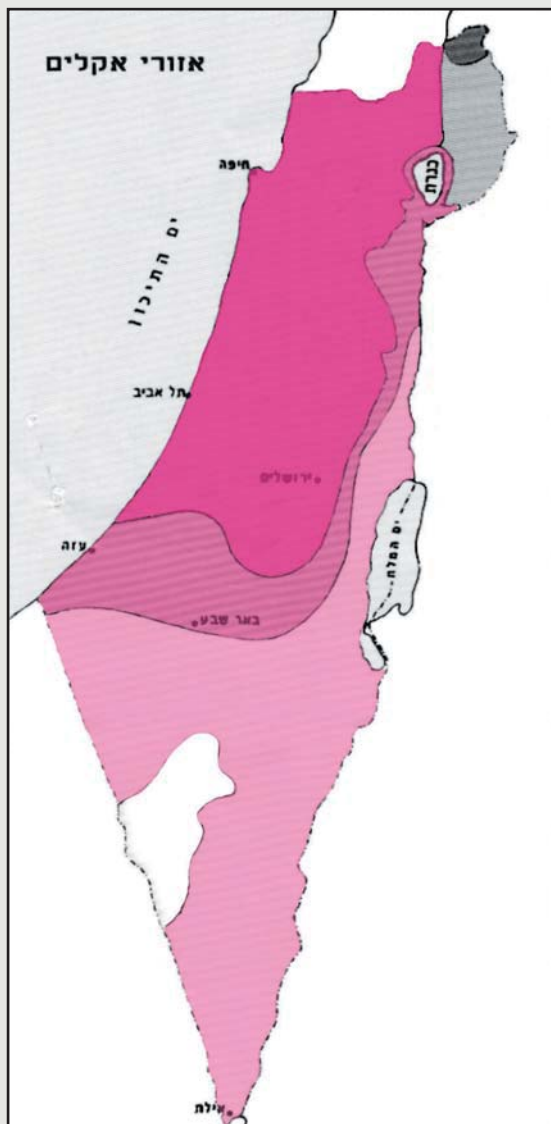 אזורי אקלים
חיפה
כנרת
ים התיכון
תל אביב
ירושלים
עזה
ים המלח
באר שבע
אילת